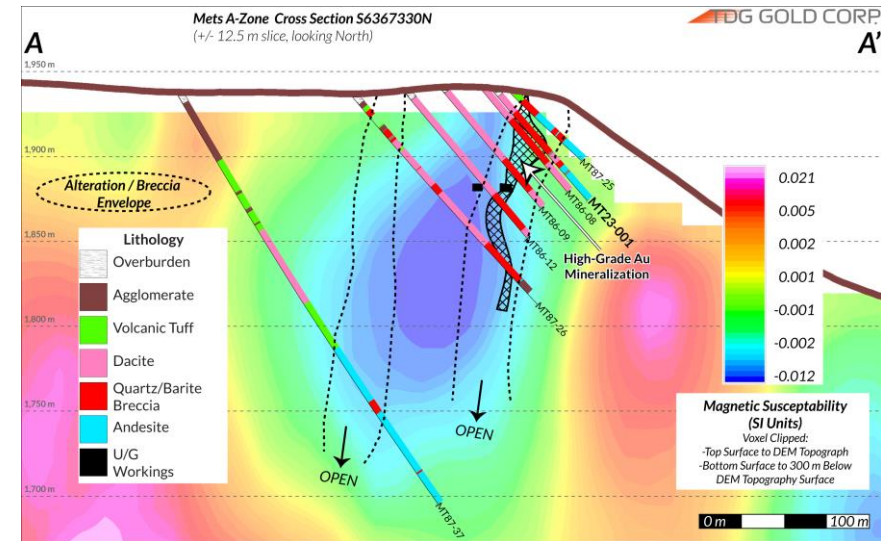 Mets A-Zone Cross Section S6367330N
(+/- 12.5 m slice, looking North)
TDG GOLD CORP.
A
A'
1,950 m
1,900 m
1,850 m
1,800 m
1,750 m
1,700 m
Alteration / Breccia
Envelope
Lithology
Overburden
Agglomerate
Volcanic Tuff
Dacite
Quartz/Barite
Breccia
Andesite
U/G
Workings
MT87-25
MT23-001
MT86-08
MT86-09
MT86-12
MT87-26
MT87-37
High-Grade Au
Mineralization
OPEN
OPEN
0.021
0.005
0.002
0.001
-0.001
-0.002
-0.012
Magnetic Susceptability
(SI Units)
Voxel Clipped:
-Top Surface to DEM Topograph
-Bottom Surface to 300 m Below
DEM Topography Surface
0 m
100 m